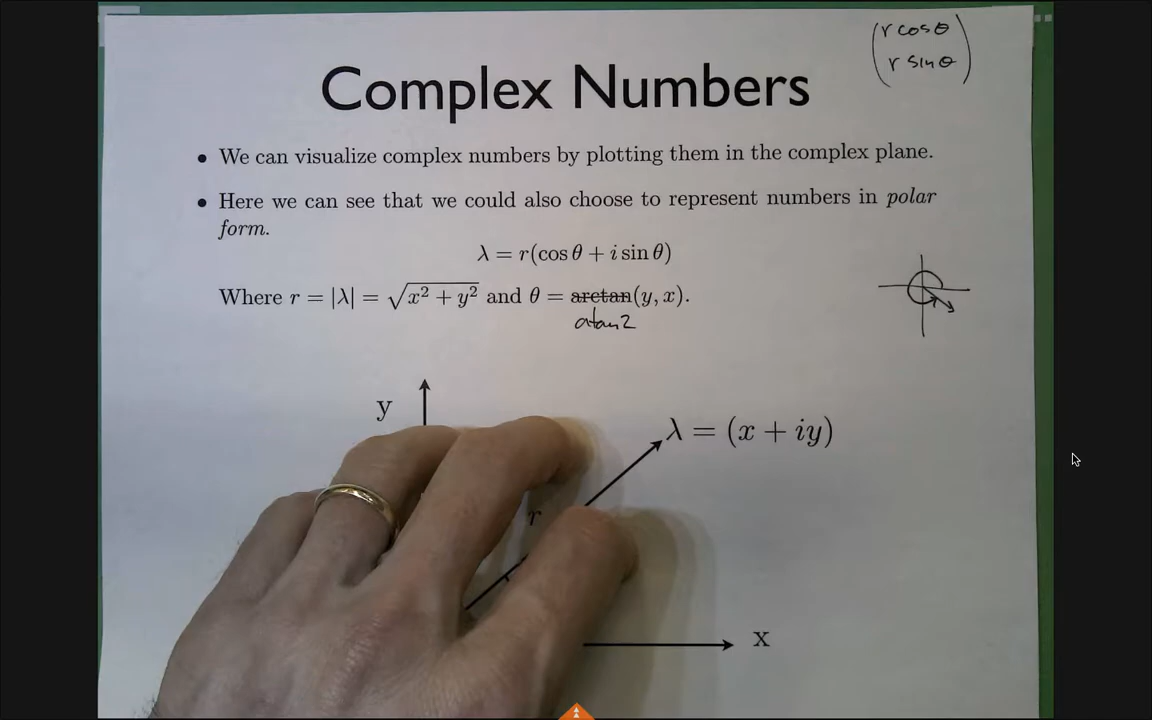 r cos θ
r sin θ
Complex Numbers
• We can visualize complex numbers by plotting them in the complex plane.
• Here we can see that we could also choose to represent numbers in polar
form.
λ = r(cos θ + i sin θ)
Where r = |λ| = √(x² + y²) and θ = arctan(y, x).
atan2
y
λ = (x + iy)
r
x